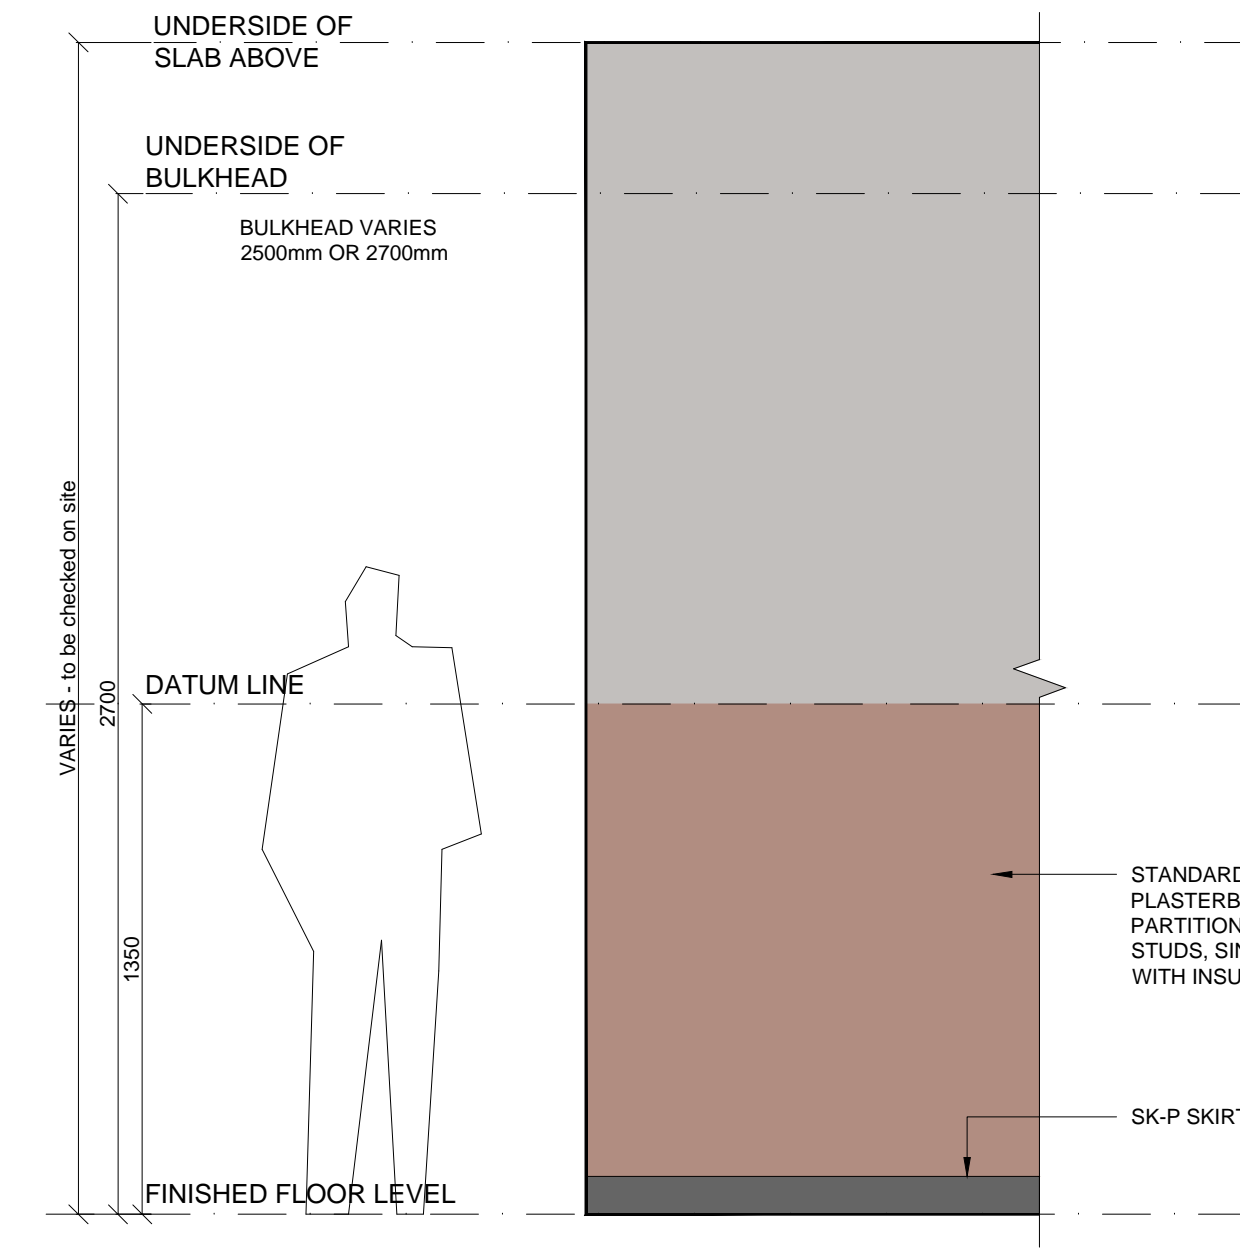 UNDERSIDE OF
SLAB ABOVE
UNDERSIDE OF
BULKHEAD
BULKHEAD VARIES
2500mm OR 2700mm
VARIES - to be checked on site
2700
DATUM LINE
1350
STANDARD
PLASTERB
PARTITION
STUDS, SIN
WITH INSU
SK-P SKIRT
FINISHED FLOOR LEVEL